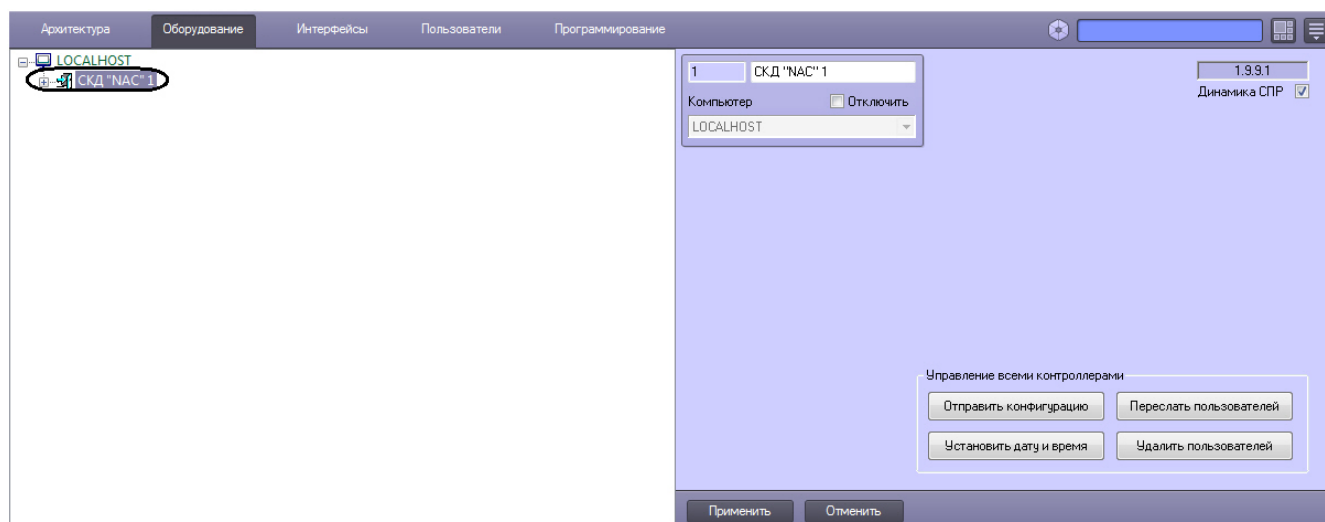 Архитектура Оборудование Интерфейсы Пользователи Программирование
LOCALHOST
СКД "NAC" 1
1 СКД "NAC" 1 1.9.9.1
Компьютер Отключить Динамика СПР
LOCALHOST
Управление всеми контроллерами
Отправить конфигурацию Переслать пользователей
Установить дату и время Удалить пользователей
Применить Отменить